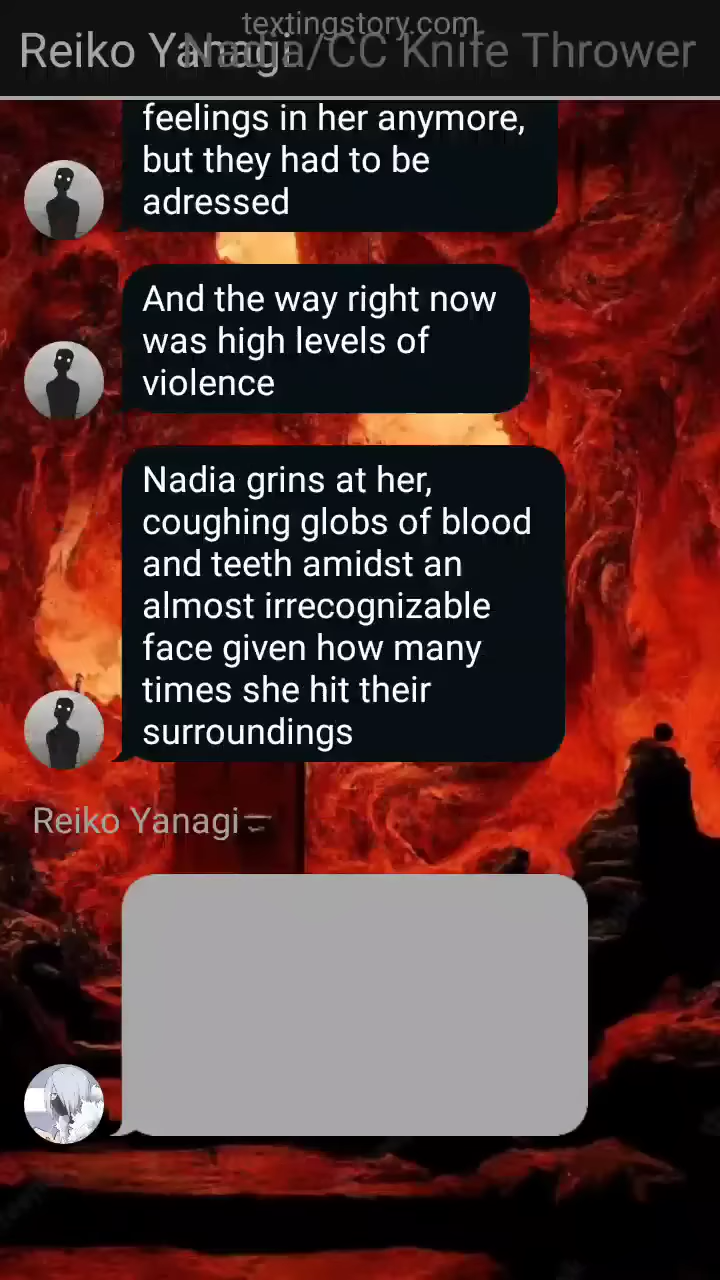 textingstory.com
Reiko Yanagi
Nadia/CC Knife Thrower
feelings in her anymore,
but they had to be
adressed
And the way right now
was high levels of
violence
Nadia grins at her,
coughing globs of blood
and teeth amidst an
almost irrecognizable
face given how many
times she hit their
surroundings
Reiko Yanagi